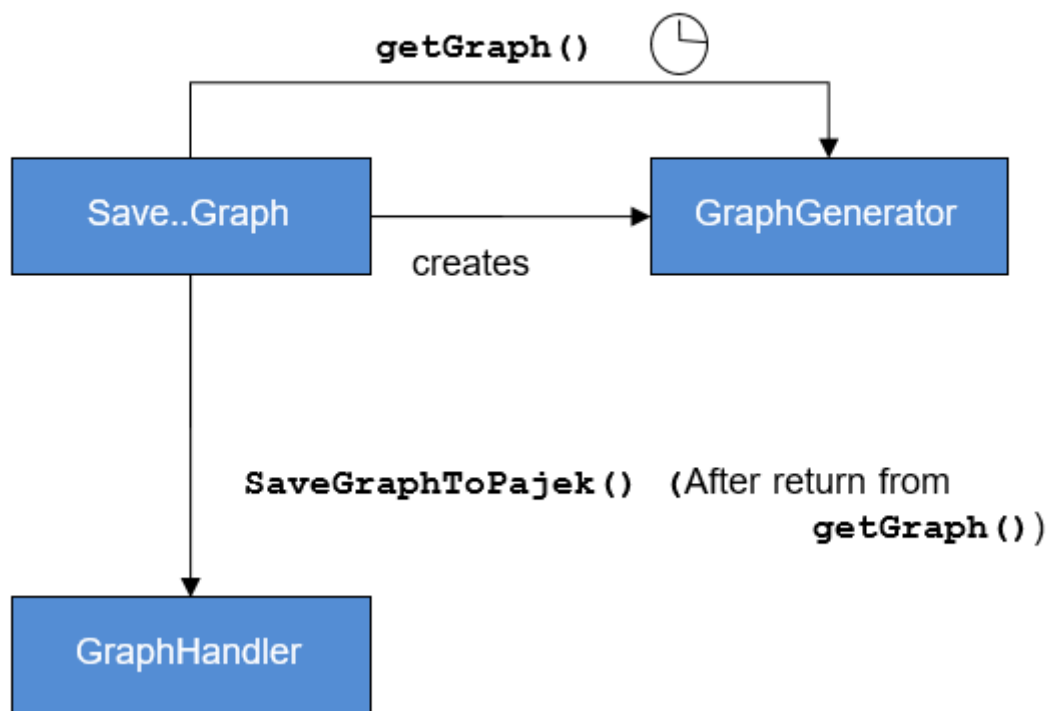 getGraph()
Save..Graph
GraphGenerator
creates
SaveGraphToPajek() (After return from
getGraph())
GraphHandler